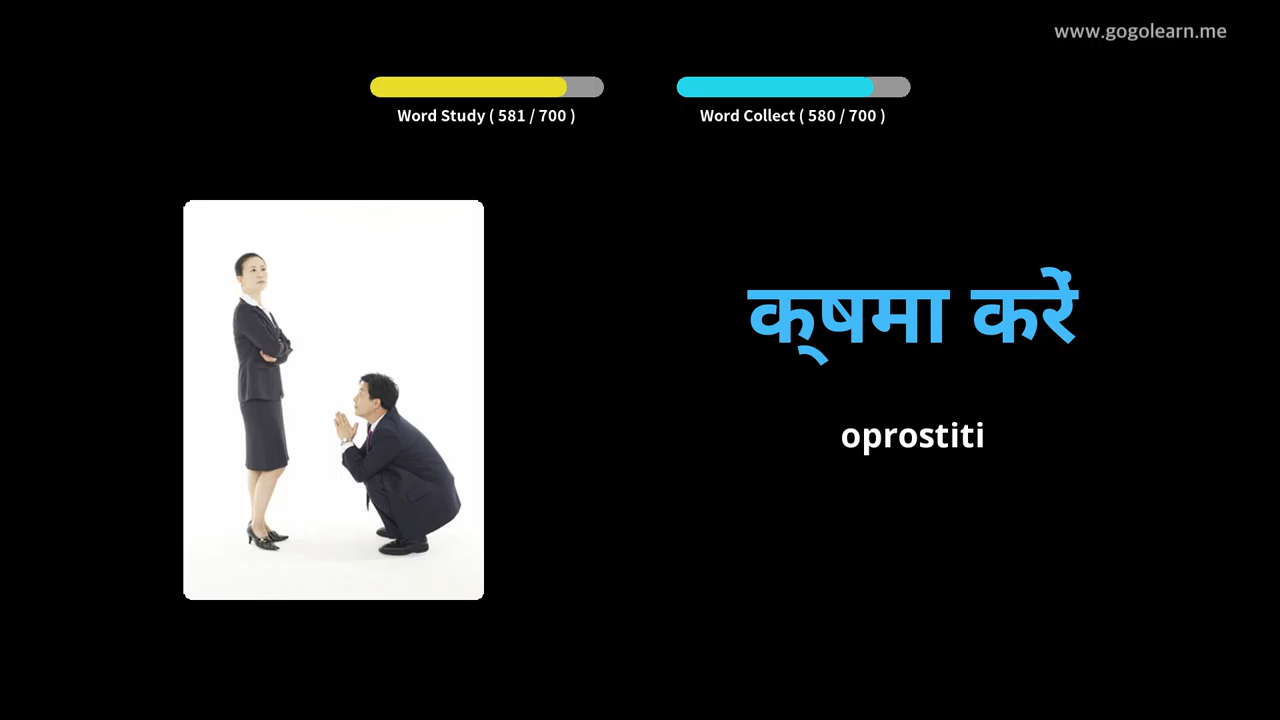 www.gogolearn.me
Word Study ( 581 / 700 )
Word Collect ( 580 / 700 )
क्षमा करें
oprostiti